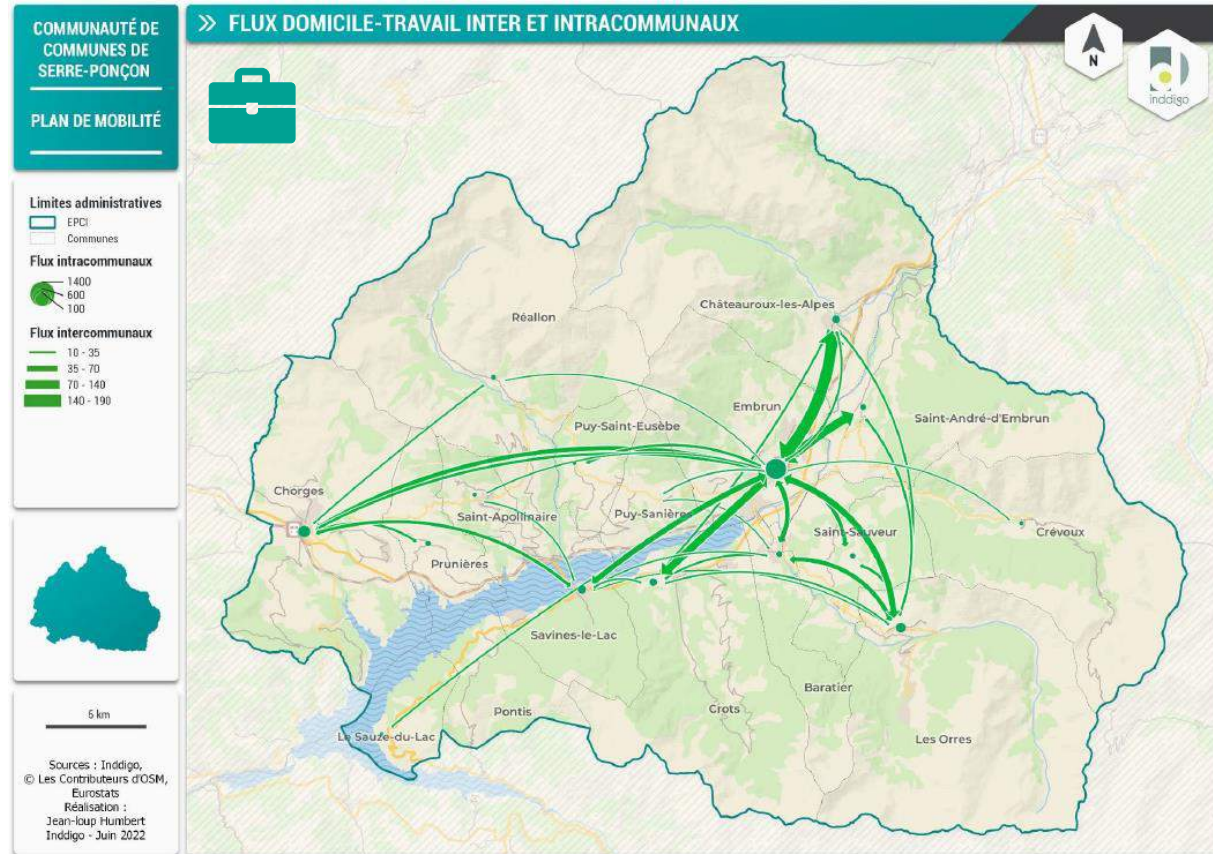 COMMUNAUTÉ DE
COMMUNES DE
SERRE-PONÇON
PLAN DE MOBILITÉ
>> FLUX DOMICILE-TRAVAIL INTER ET INTRACOMMUNAUX
N
inddigo
Limites administratives
EPCI
Communes
Flux intracommunaux
1400
600
100
Flux intercommunaux
10 - 35
35 - 70
70 - 140
140 - 190
6 km
Sources : Inddigo,
© Les Contributeurs d'OSM,
Eurostats
Réalisation :
Jean-loup Humbert
Inddigo - Juin 2022
Châteauroux-les-Alpes
Réallon
Embrun
Saint-André-d'Embrun
Puy-Saint-Eusèbe
Chorges
Saint-Apollinaire
Puy-Sanières
Saint-Sauveur
Crévoux
Prunières
Savines-le-Lac
Baratier
Pontis
Crots
Le Sauze-du-Lac
Les Orres